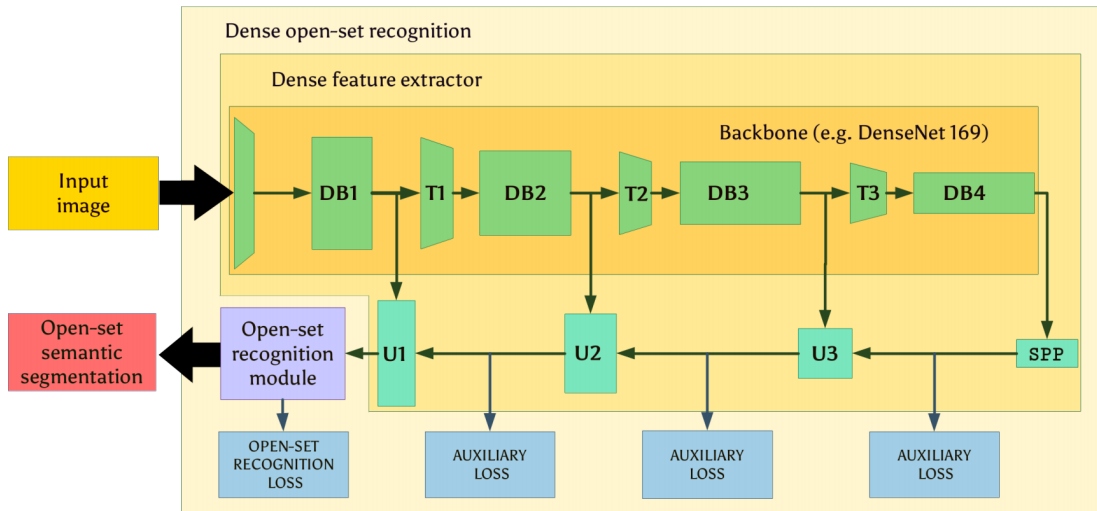 Dense open-set recognition
Dense feature extractor
Backbone (e.g. DenseNet 169)
Input
image
DB1
T1
DB2
T2
DB3
T3
DB4
Open-set
semantic
segmentation
Open-set
recognition
module
U1
U2
U3
SPP
OPEN-SET
RECOGNITION
LOSS
AUXILIARY
LOSS
AUXILIARY
LOSS
AUXILIARY
LOSS